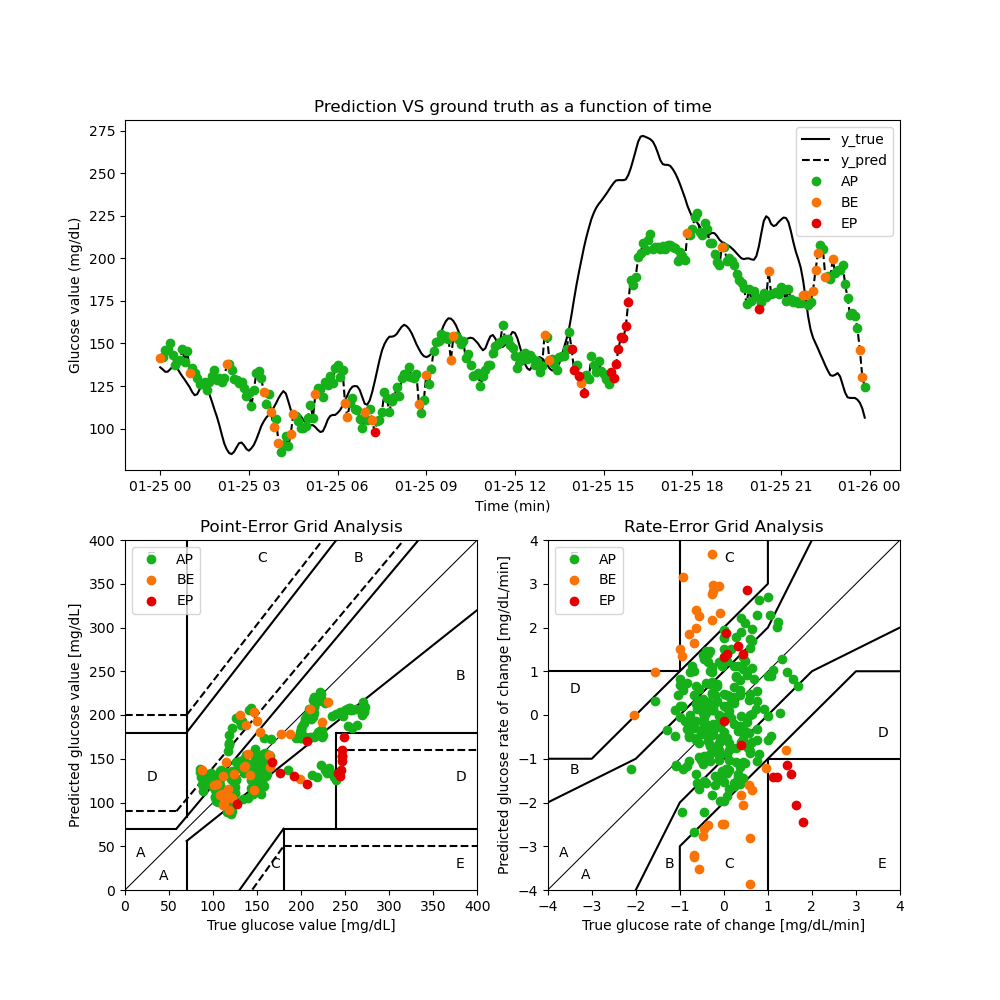 Prediction VS ground truth as a function of time
Glucose value (mg/dL)
275
250
225
200
175
150
125
100
y_true
y_pred
AP
BE
EP
01-25 00 01-25 03 01-25 06 01-25 09 01-25 12 01-25 15 01-25 18 01-25 21 01-26 00
Time (min)
Point-Error Grid Analysis
Predicted glucose value [mg/dL]
400
350
300
250
200
150
100
50
0
AP
BE
EP
C
B
B
D
D
A
A
C
E
0 50 100 150 200 250 300 350 400
True glucose value [mg/dL]
Rate-Error Grid Analysis
Predicted glucose rate of change [mg/dL/min]
4
3
2
1
0
−1
−2
−3
−4
AP
BE
EP
C
D
D
B
A
A
B
C
E
−4 −3 −2 −1 0 1 2 3 4
True glucose rate of change [mg/dL/min]